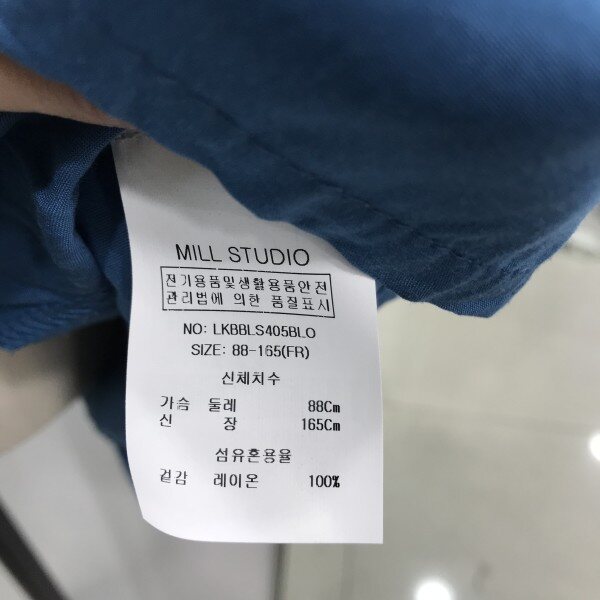 MILL STUDIO
전기용품및생활용품안전
관리법에 의한 품질표시
NO: LKBBLS405BLO
SIZE: 88-165(FR)
신체치수
가슴 둘레 88Cm
신 장 165Cm
섬유혼용율
겉감 레이온 100%